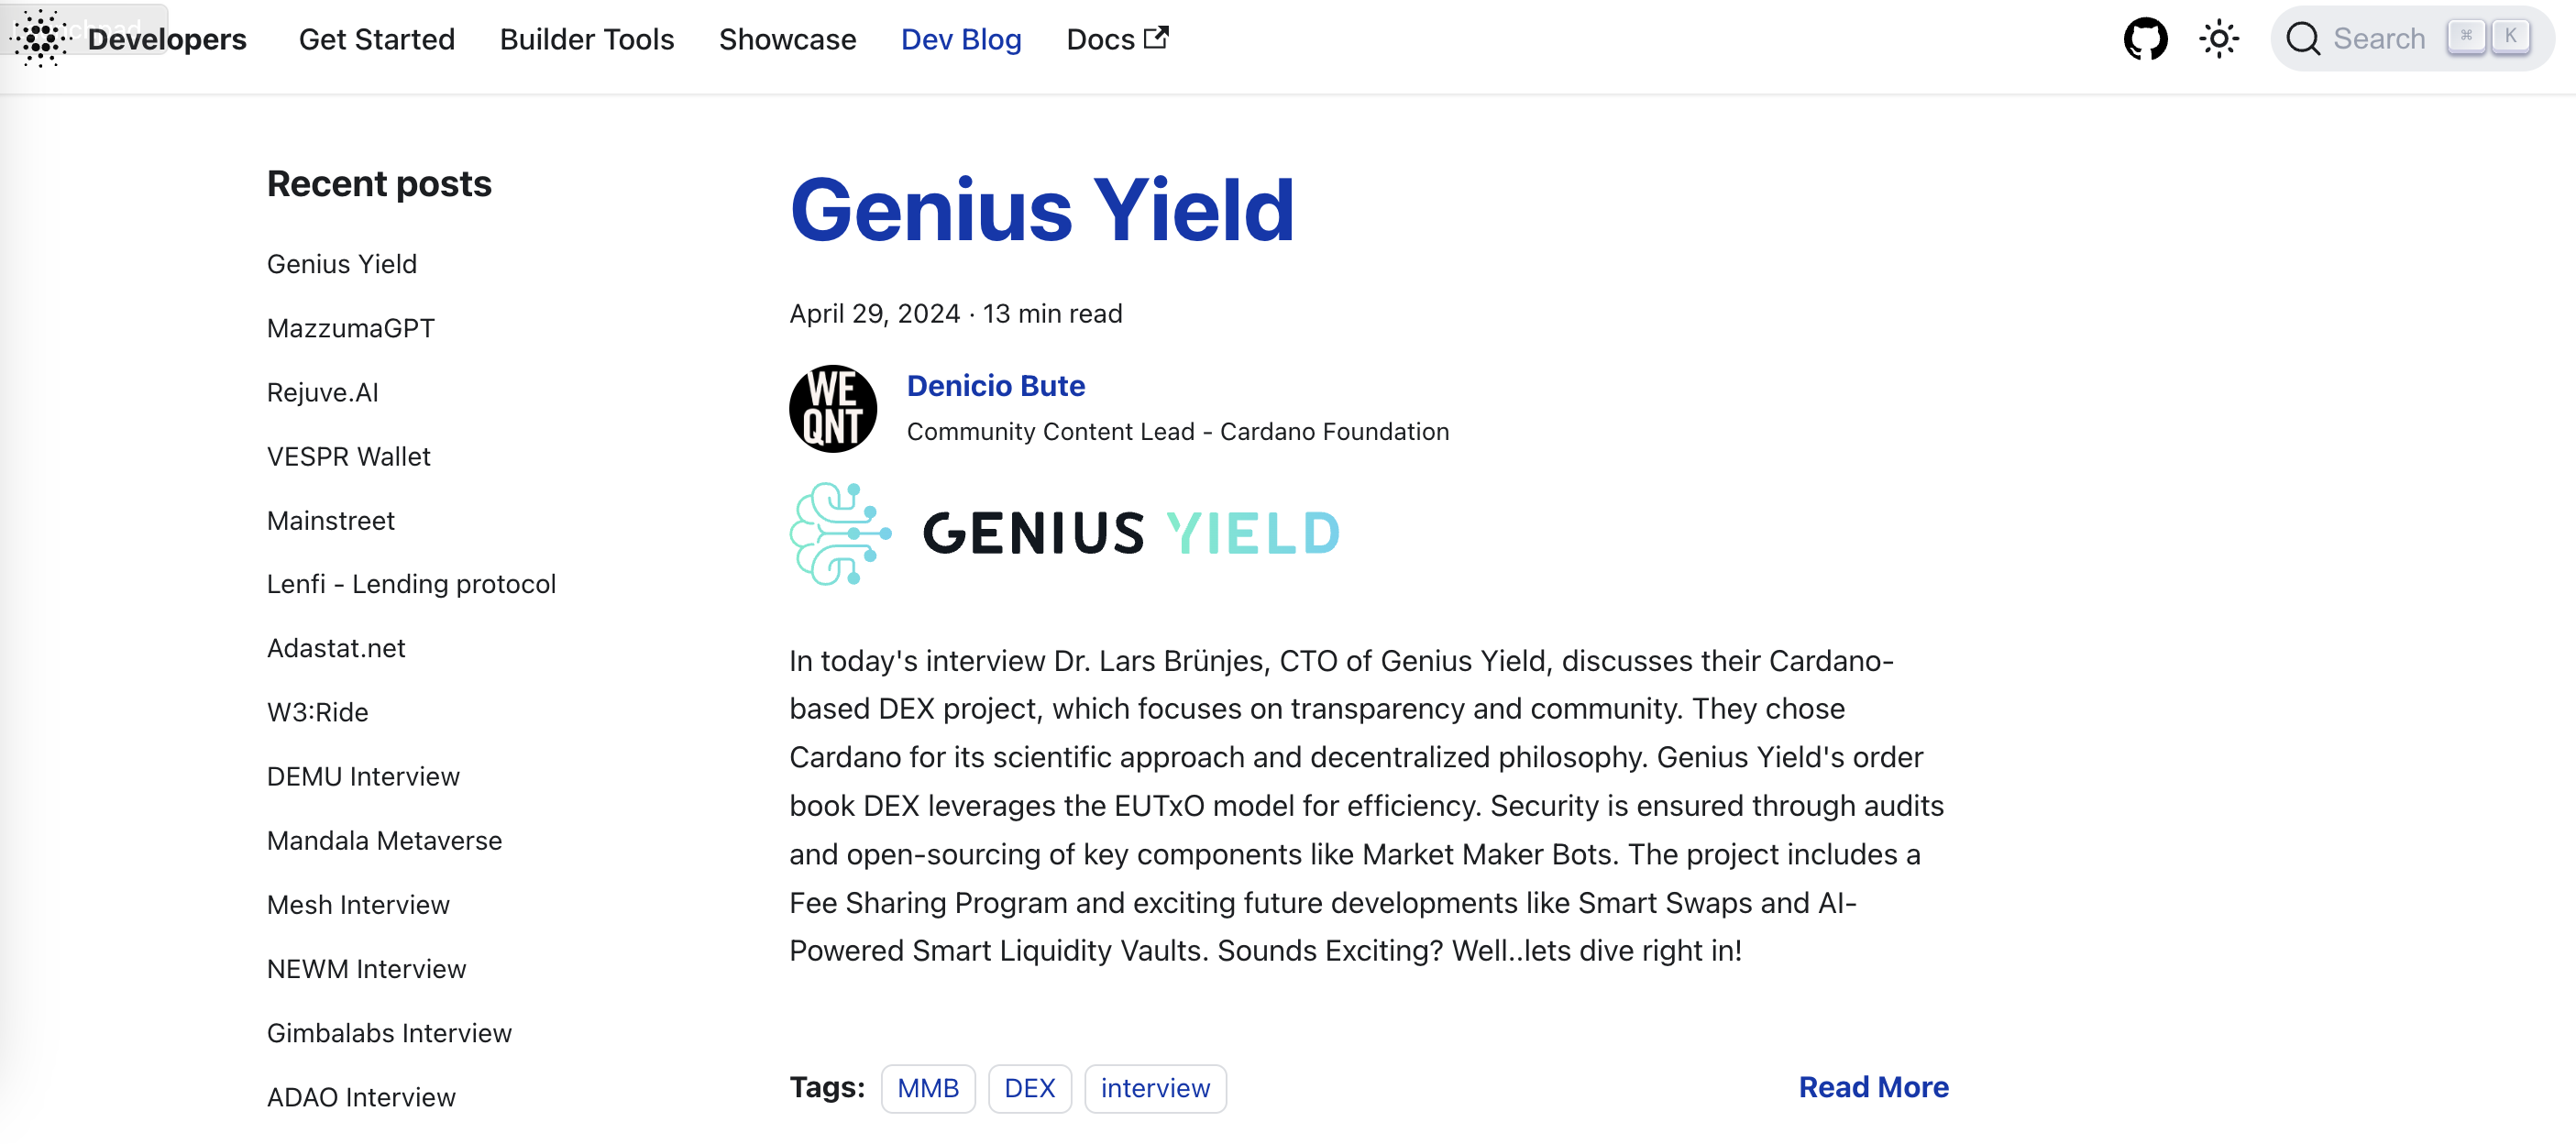 Developers
Get Started
Builder Tools
Showcase
Dev Blog
Docs
Search
⌘
K
Recent posts
Genius Yield
MazzumaGPT
Rejuve.AI
VESPR Wallet
Mainstreet
Lenfi - Lending protocol
Adastat.net
W3:Ride
DEMU Interview
Mandala Metaverse
Mesh Interview
NEWM Interview
Gimbalabs Interview
ADAO Interview
Genius Yield
April 29, 2024 · 13 min read
WE
QNT
Denicio Bute
Community Content Lead - Cardano Foundation
GENIUS YIELD
In today's interview Dr. Lars Brünjes, CTO of Genius Yield, discusses their Cardano-
based DEX project, which focuses on transparency and community. They chose
Cardano for its scientific approach and decentralized philosophy. Genius Yield's order
book DEX leverages the EUTxO model for efficiency. Security is ensured through audits
and open-sourcing of key components like Market Maker Bots. The project includes a
Fee Sharing Program and exciting future developments like Smart Swaps and AI-
Powered Smart Liquidity Vaults. Sounds Exciting? Well..lets dive right in!
Tags: MMB DEX interview
Read More